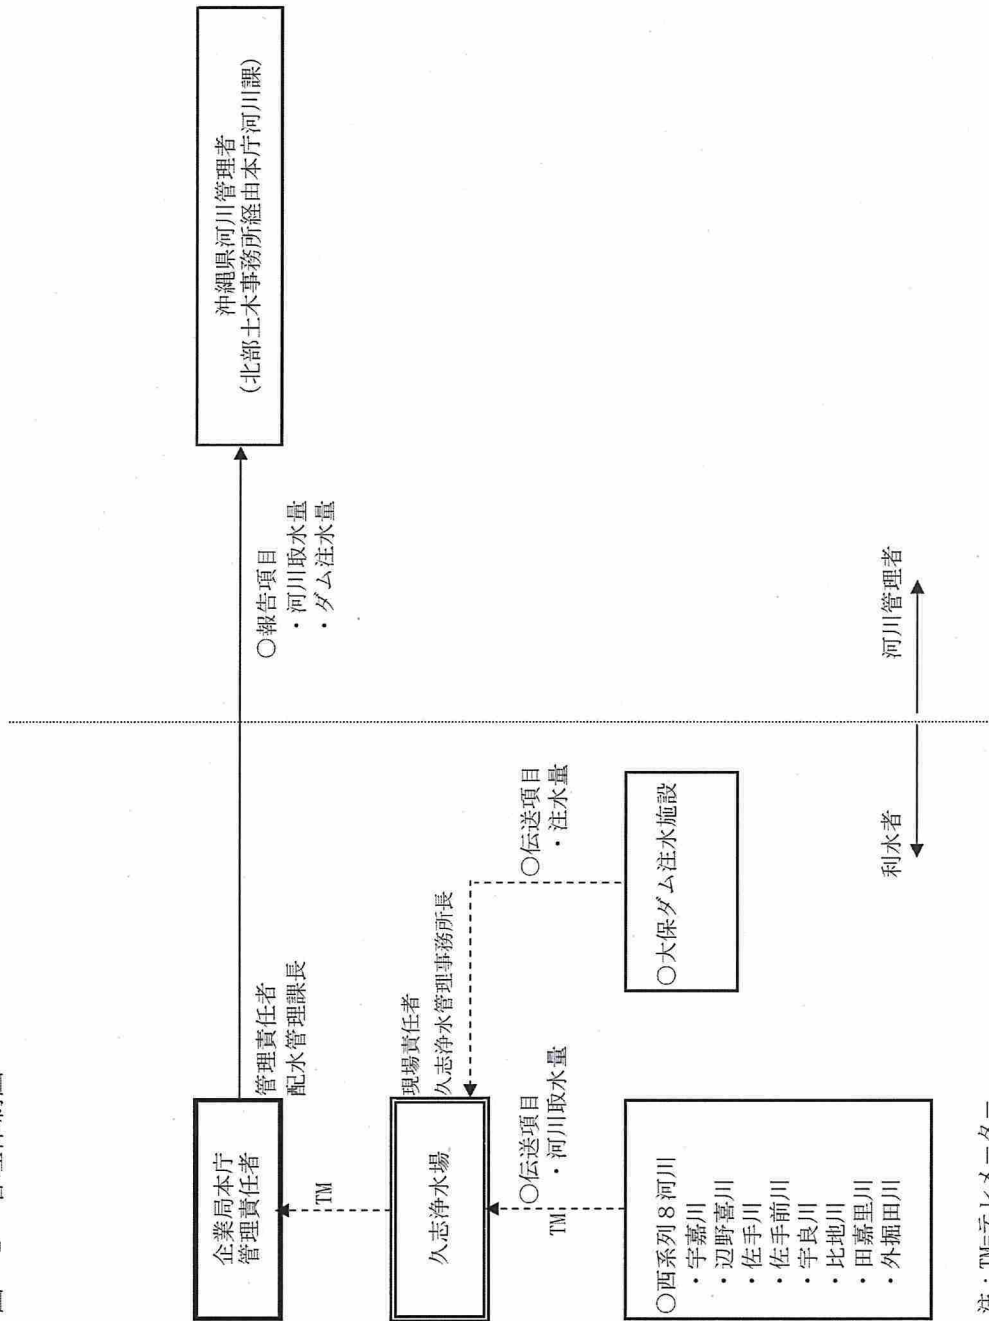 管理体制図
企業局本庁
管理責任者
管理責任者
配水管理課長
沖縄県河川管理者
(北部土木事務所経由本庁河川課)
○報告項目
・河川取水量
・ダム注水量
TM
久志浄水場
現場責任者
久志浄水管理事務所長
TM
○伝送項目
・河川取水量
○伝送項目
・注水量
○西系列8河川
・宇嘉川
・辺野喜川
・佐手川
・佐手前川
・宇良川
・比地川
・田嘉里川
・外掘田川
○大保ダム注水施設
利水者
河川管理者
注:TM=テレメーター